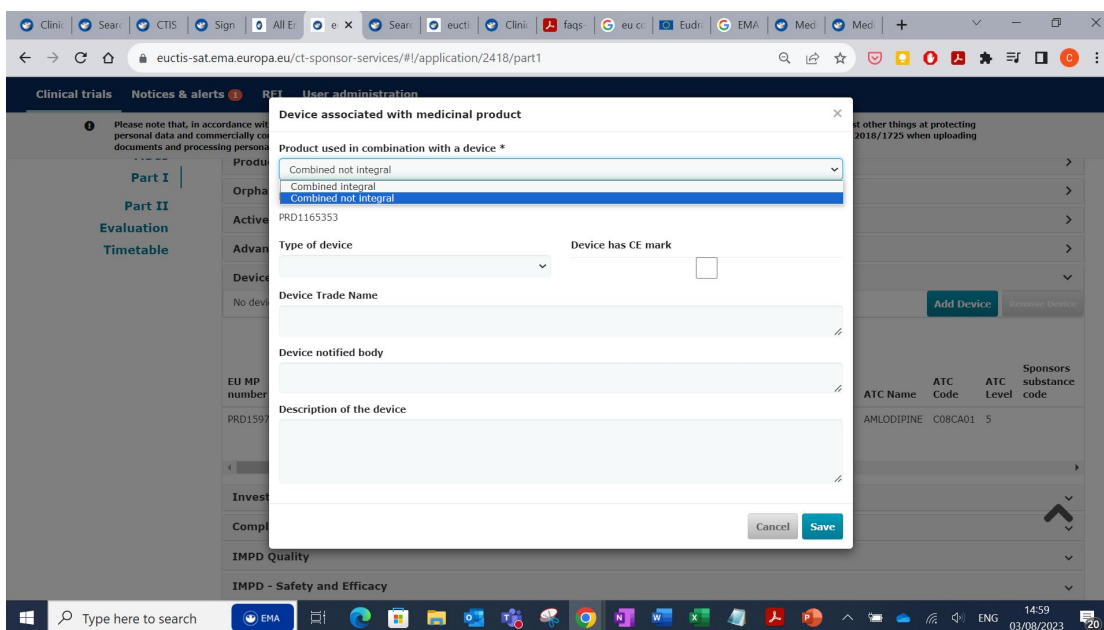 Clinic Sear CTIS Sign All Er e Searc eucti Clinic faqs- eu cc Eudra EMA Medi Medi
euctis-sat.ema.europa.eu/ct-sponsor-services/#!/application/2418/part1
Clinical trials Notices & alerts 1 RFI User administration
Please note that, in accordance wit
personal data and commercially co
documents and processing persona
st other things at protecting
2018/1725 when uploading
Part I
Part II
Evaluation
Timetable
Produ
Orpha
Active
Advan
Device
No devi
Device associated with medicinal product
Product used in combination with a device *
Combined not integral
Combined integral
Combined not integral
PRD1165353
Type of device Device has CE mark
Device Trade Name
Device notified body
Description of the device
Cancel Save
Add Device Remove Device
EU MP
number
ATC Name
ATC
Code
ATC
Level
Sponsors
substance
code
PRD1597
AMLODIPINE C08CA01 5
Invest
Compl
IMPD Quality
IMPD - Safety and Efficacy
Type here to search
EMA
ENG
14:59
03/08/2023
20